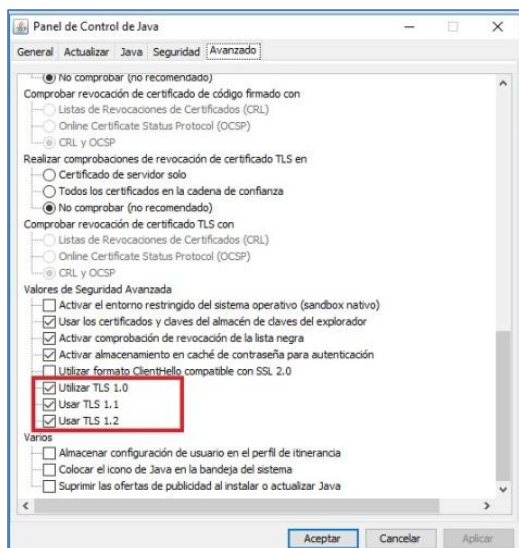 Panel de Control de Java
General Actualizar Java Seguridad Avanzado
No comprobar (no recomendado)
Comprobar revocación de certificado de código firmado con
Listas de Revocaciones de Certificados (CRL)
Online Certificate Status Protocol (OCSP)
CRL y OCSP
Realizar comprobaciones de revocación de certificado TLS en
Certificado de servidor solo
Todos los certificados en la cadena de confianza
No comprobar (no recomendado)
Comprobar revocación de certificado TLS con
Listas de Revocaciones de Certificados (CRL)
Online Certificate Status Protocol (OCSP)
CRL y OCSP
Valores de Seguridad Avanzada
Activar el entorno restringido del sistema operativo (sandbox nativo)
Usar los certificados y claves del almacén de claves del explorador
Activar comprobación de revocación de la lista negra
Activar almacenamiento en caché de contraseña para autenticación
Utilizar formato ClientHello compatible con SSL 2.0
Utilizar TLS 1.0
Usar TLS 1.1
Usar TLS 1.2
Varios
Almacenar configuración de usuario en el perfil de itinerancia
Colocar el icono de Java en la bandeja del sistema
Suprimir las ofertas de publicidad al instalar o actualizar Java
Aceptar Cancelar Aplicar